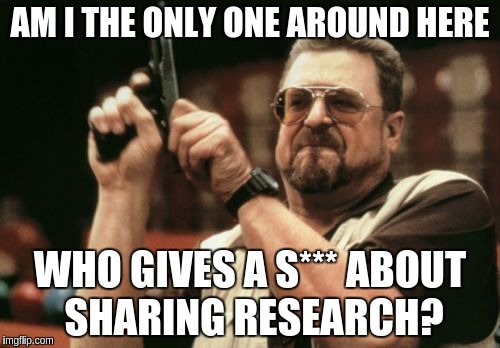 AM I THE ONLY ONE AROUND HERE
WHO GIVES A S*** ABOUT
SHARING RESEARCH?
imgflip.com